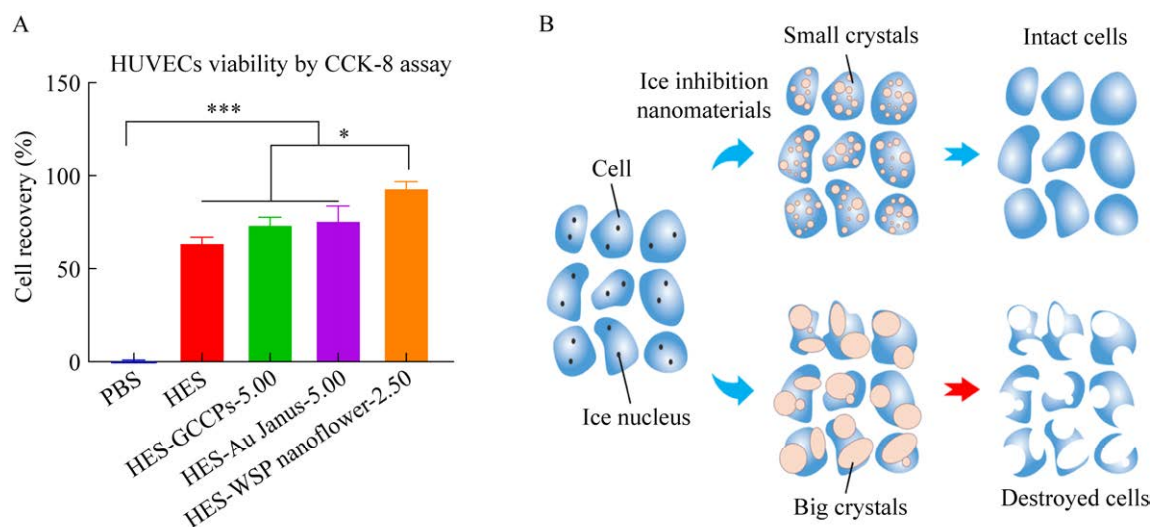 A
HUVECs viability by CCK-8 assay
Cell recovery (%)
150
100
50
0
***
*
PBS
HES
HES-GCCPs-5.00
HES-Au Janus-5.00
HES-WSP nanoflower-2.50
B
Cell
Ice nucleus
Ice inhibition
nanomaterials
Small crystals
Intact cells
Big crystals
Destroyed cells